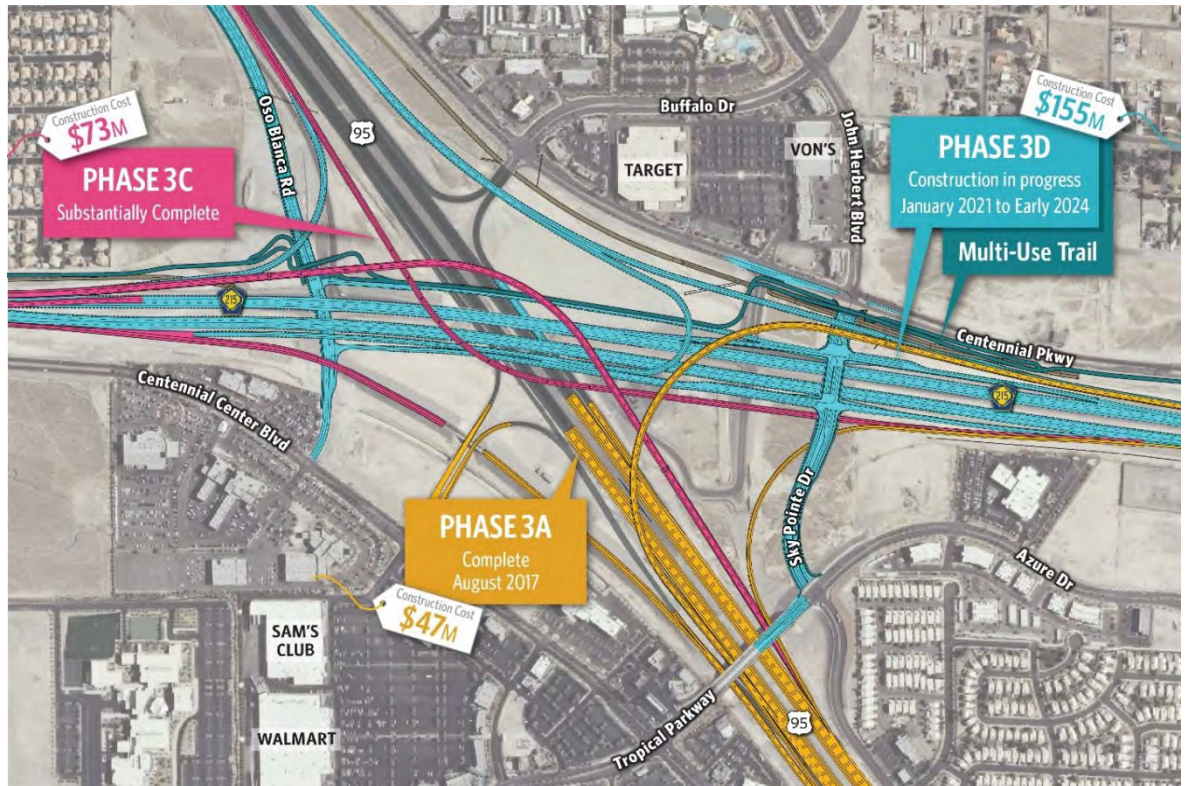 Construction Cost
$73M
PHASE 3C
Substantially Complete
Oso Blanca Rd
95
Buffalo Dr
TARGET
VON'S
John Herbert Blvd
Construction Cost
$155M
PHASE 3D
Construction in progress
January 2021 to Early 2024
Multi-Use Trail
215
Centennial Pkwy
215
Centennial Center Blvd
PHASE 3A
Complete
August 2017
Construction Cost
$47M
Sky Pointe Dr
Azure Dr
SAM'S
CLUB
WALMART
Tropical Parkway
95